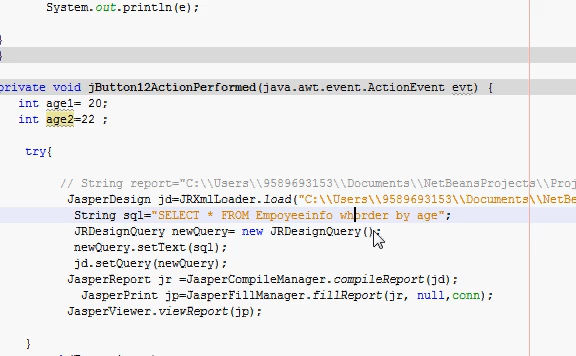 System.out.println(e);
}
}
private void jButton12ActionPerformed(java.awt.event.ActionEvent evt) {
int age1= 20;
int age2=22 ;
try{
// String report="C:\\Users\\9589693153\\Documents\\NetBeansProjects\\Proj
JasperDesign jd=JRXmlLoader.load("C:\\Users\\9589693153\\Documents\\NetBe
String sql="SELECT * FROM Empoyeeinfo whorder by age";
JRDesignQuery newQuery= new JRDesignQuery();
newQuery.setText(sql);
jd.setQuery(newQuery);
JasperReport jr =JasperCompileManager.compileReport(jd);
JasperPrint jp=JasperFillManager.fillReport(jr, null,conn);
JasperViewer.viewReport(jp);
}